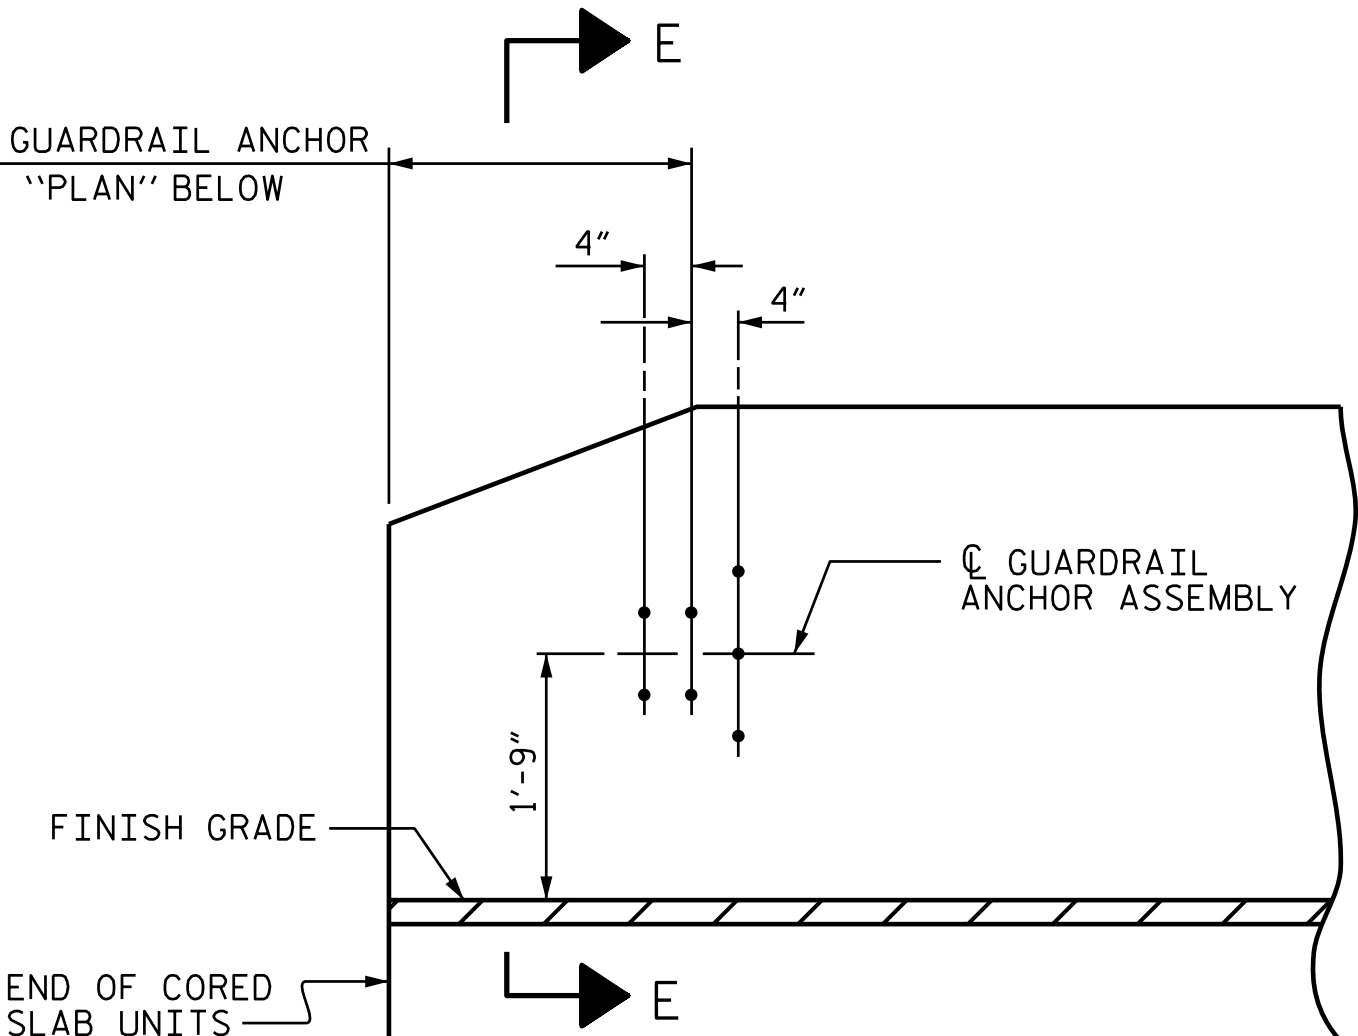 E
GUARDRAIL ANCHOR
"PLAN" BELOW
4"
4"
℄ GUARDRAIL
ANCHOR ASSEMBLY
1'-9"
FINISH GRADE
END OF CORED
SLAB UNITS
E